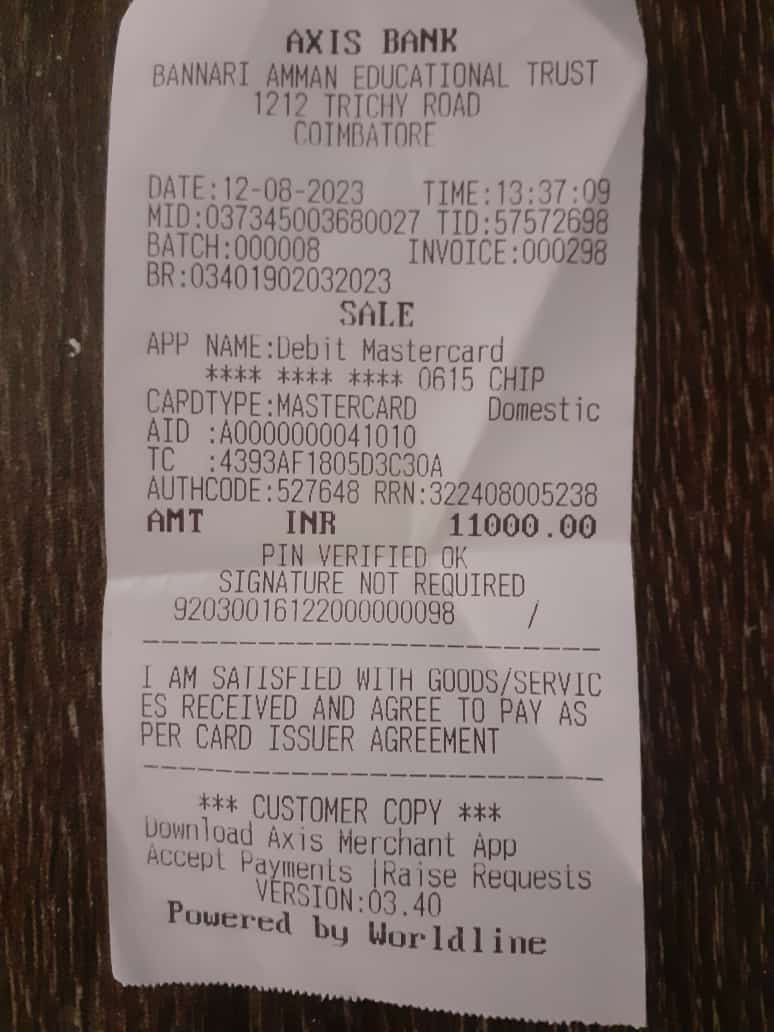 AXIS BANK
BANNARI AMMAN EDUCATIONAL TRUST
1212 TRICHY ROAD
COIMBATORE
DATE:12-08-2023 TIME:13:37:09
MID:037345003680027 TID:57572698
BATCH:000008 INVOICE:000298
BR:03401902032023
SALE
APP NAME:Debit Mastercard
**** **** **** 0615 CHIP
CARDTYPE:MASTERCARD Domestic
AID :A0000000041010
TC :4393AF1805D3C30A
AUTHCODE:527648 RRN:322408005238
AMT INR 11000.00
PIN VERIFIED OK
SIGNATURE NOT REQUIRED
920300161220000000098 /
--------------------------------
I AM SATISFIED WITH GOODS/SERVIC
ES RECEIVED AND AGREE TO PAY AS
PER CARD ISSUER AGREEMENT
--------------------------------
*** CUSTOMER COPY ***
Download Axis Merchant App
Accept Payments |Raise Requests
VERSION:03.40
Powered by Worldline